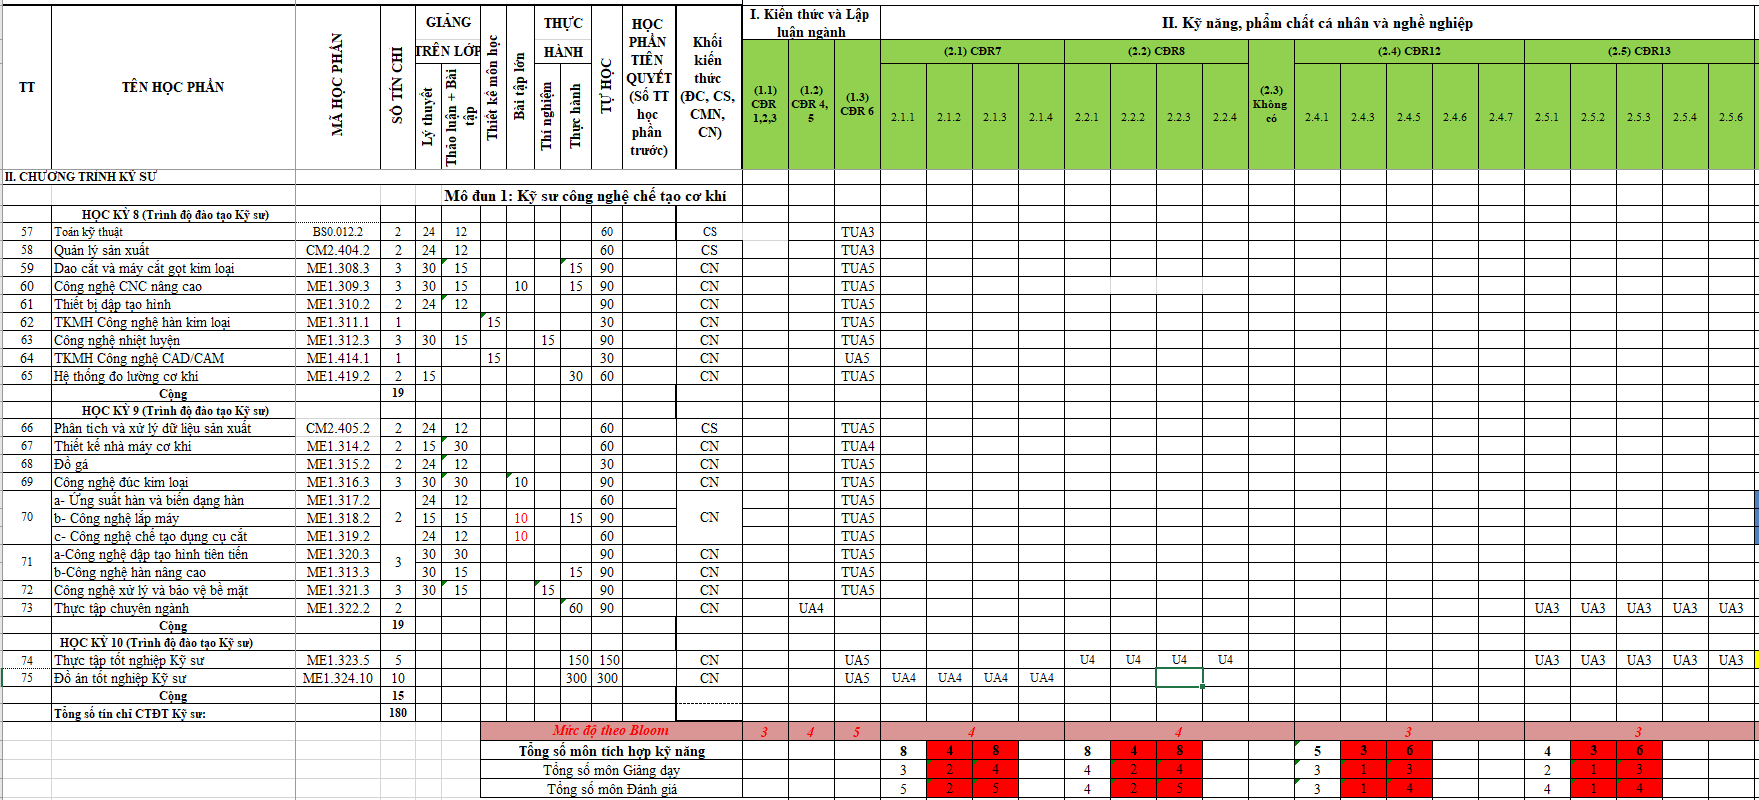 TT TÊN HỌC PHẦN MÃ HỌC PHẦN SỐ TÍN CHỈ GIẢNG TRÊN LỚP Lý thuyết Thảo luận + Bài tập Thiết kế môn học Bài tập lớn THỰC HÀNH Thí nghiệm Thực hành TỰ HỌC HỌC PHẦN TIÊN QUYẾT (Số TT học phần trước) Khối kiến thức (ĐC, CS, CMN, CN)
I. Kiến thức và Lập luận ngành II. Kỹ năng, phẩm chất cá nhân và nghề nghiệp
(1.1) CĐR 1,2,3 (1.2) CĐR 4, 5 (1.3) CĐR 6 (2.1) CĐR7 (2.2) CĐR8 (2.3) Không có (2.4) CĐR12 (2.5) CĐR13
2.1.1 2.1.2 2.1.3 2.1.4 2.2.1 2.2.2 2.2.3 2.2.4 2.4.1 2.4.3 2.4.5 2.4.6 2.4.7 2.5.1 2.5.2 2.5.3 2.5.4 2.5.6
II. CHƯƠNG TRÌNH KỸ SƯ
Mô đun 1: Kỹ sư công nghệ chế tạo cơ khí
HỌC KỲ 8 (Trình độ đào tạo Kỹ sư)
57 Toán kỹ thuật BS0.012.2 2 24 12 60 CS TUA3
58 Quản lý sản xuất CM2.404.2 2 24 12 60 CS TUA3
59 Dao cắt và máy cắt gọt kim loại ME1.308.3 3 30 15 15 90 CN TUA5
60 Công nghệ CNC nâng cao ME1.309.3 3 30 15 10 15 90 CN TUA5
61 Thiết bị dập tạo hình ME1.310.2 2 24 12 90 CN TUA5
62 TKMH Công nghệ hàn kim loại ME1.311.1 1 15 30 CN TUA5
63 Công nghệ nhiệt luyện ME1.312.3 3 30 15 15 90 CN TUA5
64 TKMH Công nghệ CAD/CAM ME1.414.1 1 15 30 CN UA5
65 Hệ thống đo lường cơ khí ME1.419.2 2 15 30 60 CN TUA5
Cộng 19
HỌC KỲ 9 (Trình độ đào tạo Kỹ sư)
66 Phân tích và xử lý dữ liệu sản xuất CM2.405.2 2 24 12 60 CS TUA5
67 Thiết kế nhà máy cơ khí ME1.314.2 2 15 30 60 CN TUA4
68 Đồ gá ME1.315.2 2 24 12 30 CN TUA5
69 Công nghệ đúc kim loại ME1.316.3 3 30 30 10 90 CN TUA5
70 a- Ứng suất hàn và biến dạng hàn ME1.317.2 2 24 12 60 CN TUA5
b- Công nghệ lắp máy ME1.318.2 15 15 10 15 90 TUA5
c- Công nghệ chế tạo dụng cụ cắt ME1.319.2 24 12 10 60 TUA5
71 a-Công nghệ dập tạo hình tiên tiến ME1.320.3 3 30 30 90 CN TUA5
b-Công nghệ hàn nâng cao ME1.313.3 30 15 15 90 CN TUA5
72 Công nghệ xử lý và bảo vệ bề mặt ME1.321.3 3 30 15 15 90 CN TUA5
73 Thực tập chuyên ngành ME1.322.2 2 60 90 CN UA4 UA3 UA3 UA3 UA3 UA3
Cộng 19
HỌC KỲ 10 (Trình độ đào tạo Kỹ sư)
74 Thực tập tốt nghiệp Kỹ sư ME1.323.5 5 150 150 CN UA5 U4 U4 U4 U4 UA3 UA3 UA3 UA3 UA3
75 Đồ án tốt nghiệp Kỹ sư ME1.324.10 10 300 300 CN UA5 UA4 UA4 UA4 UA4
Cộng 15
Tổng số tín chỉ CTĐT Kỹ sư: 180
Mức độ theo Bloom 3 4 5 4 4 3 3
Tổng số môn tích hợp kỹ năng 8 4 8 8 4 8 5 3 6 4 3 6
Tổng số môn Giảng dạy 3 2 4 4 2 4 3 1 3 2 1 3
Tổng số môn Đánh giá 5 2 5 4 2 5 3 1 4 4 1 4